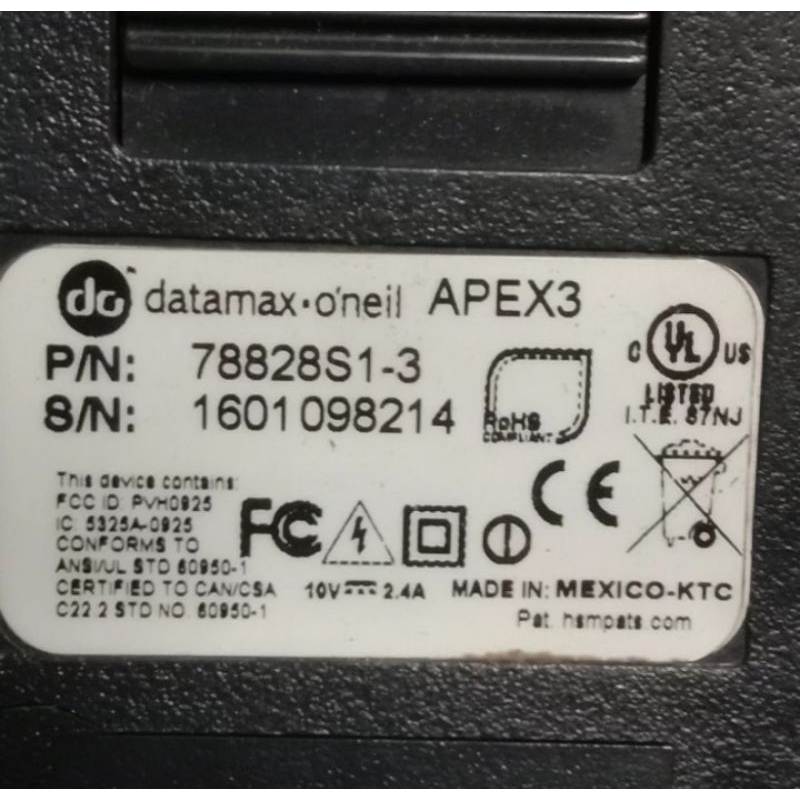 do datamax•o'neil APEX3
P/N: 78828S1-3
S/N: 1601098214
RoHS
COMPLIANT
C UL US
LISTED
I.T.E. 87NJ
This device contains:
FCC ID: PVH0925
IC: 5325A-0925
CONFORMS TO
ANSI/UL STD 60950-1
CERTIFIED TO CAN/CSA
C22.2 STD NO. 60950-1
FC
CE
10V 2.4A MADE IN: MEXICO-KTC
Pat. hsmpats.com